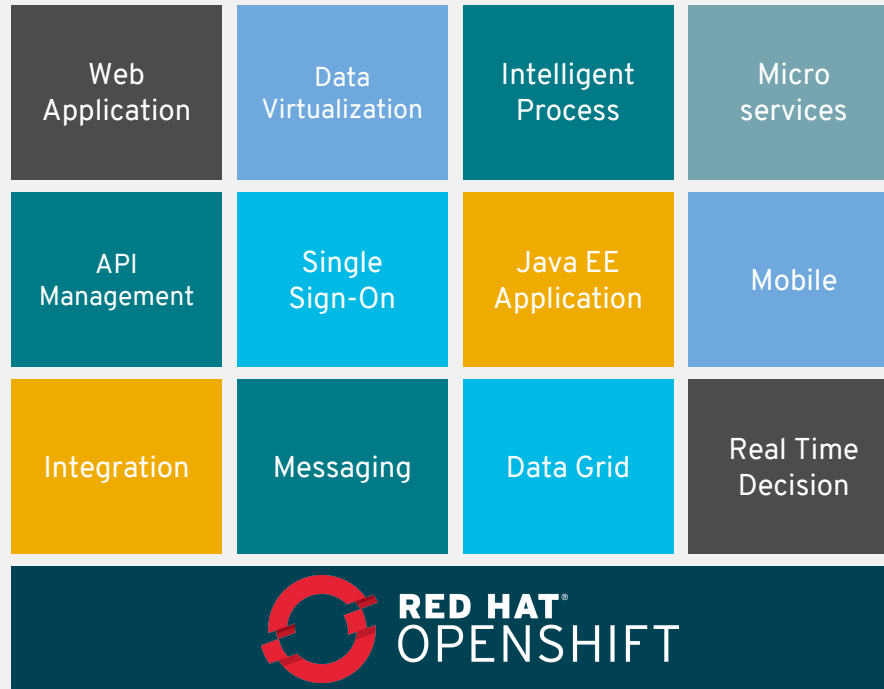 Web
Application
Data
Virtualization
Intelligent
Process
Micro
services
API
Management
Single
Sign-On
Java EE
Application
Mobile
Integration
Messaging
Data Grid
Real Time
Decision
RED HAT®
OPENSHIFT